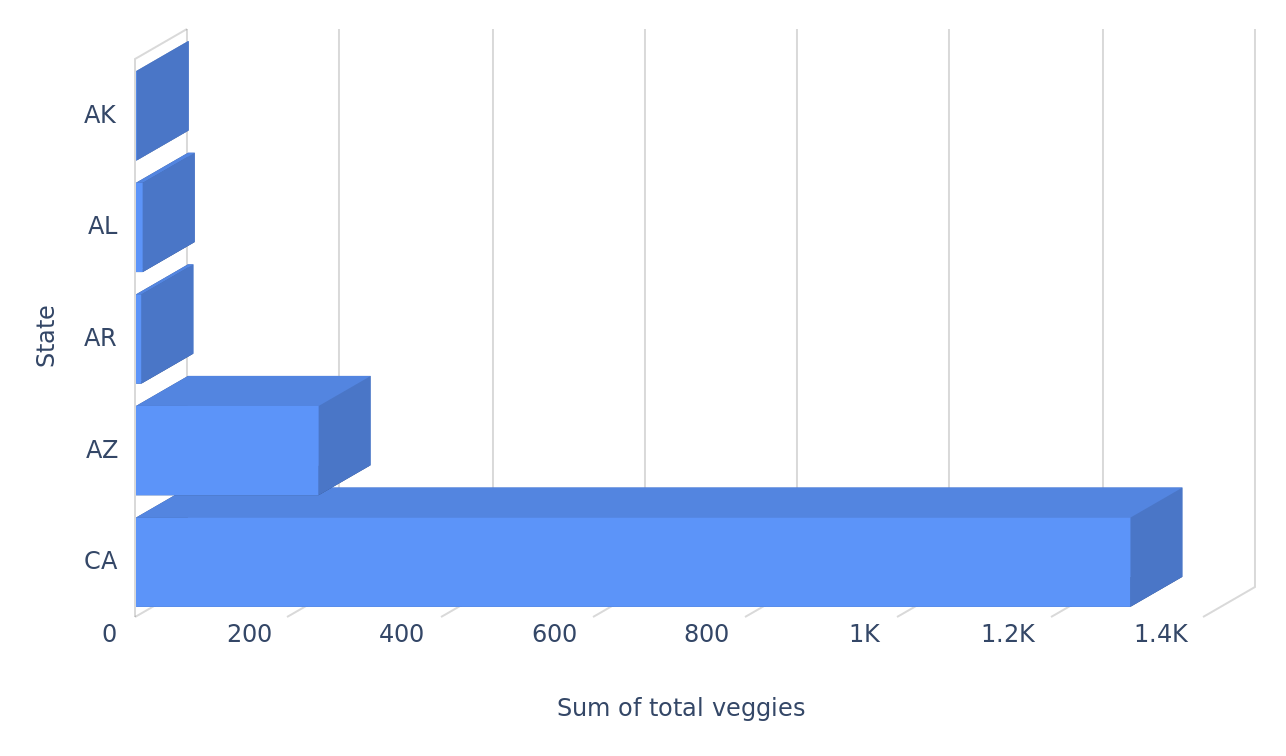 AK
AL
AR
AZ
CA
State
0 200 400 600 800 1K 1.2K 1.4K
Sum of total veggies